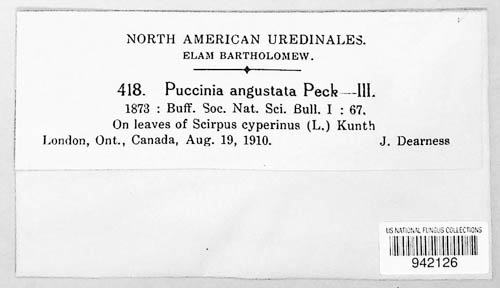 NORTH AMERICAN UREDINALES.
ELAM BARTHOLOMEW.
418. Puccinia angustata Peck—III.
1873 : Buff. Soc. Nat. Sci. Bull. I : 67.
On leaves of Scirpus cyperinus (L.) Kunth
London, Ont., Canada, Aug. 19, 1910. J. Dearness
US NATIONAL FUNGUS COLLECTIONS
942126